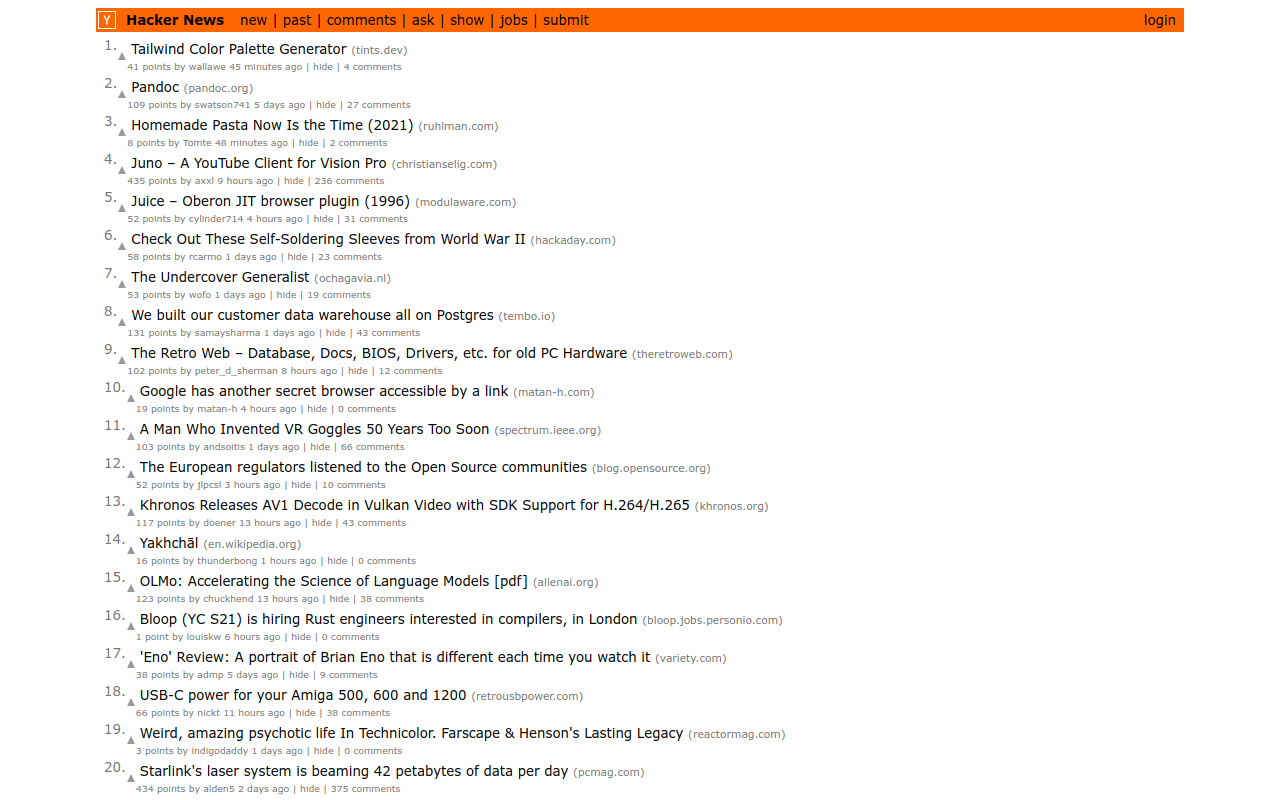 Y Hacker News new | past | comments | ask | show | jobs | submit login
1. Tailwind Color Palette Generator (tints.dev)
41 points by wallawe 45 minutes ago | hide | 4 comments
2. Pandoc (pandoc.org)
109 points by swatson741 5 days ago | hide | 27 comments
3. Homemade Pasta Now Is the Time (2021) (ruhlman.com)
8 points by Tomte 48 minutes ago | hide | 2 comments
4. Juno – A YouTube Client for Vision Pro (christianselig.com)
435 points by axxl 9 hours ago | hide | 236 comments
5. Juice – Oberon JIT browser plugin (1996) (modulaware.com)
52 points by cylinder714 4 hours ago | hide | 31 comments
6. Check Out These Self-Soldering Sleeves from World War II (hackaday.com)
58 points by rcarmo 1 days ago | hide | 23 comments
7. The Undercover Generalist (ochagavia.nl)
53 points by wofo 1 days ago | hide | 19 comments
8. We built our customer data warehouse all on Postgres (tembo.io)
131 points by samaysharma 1 days ago | hide | 43 comments
9. The Retro Web – Database, Docs, BIOS, Drivers, etc. for old PC Hardware (theretroweb.com)
102 points by peter_d_sherman 8 hours ago | hide | 12 comments
10. Google has another secret browser accessible by a link (matan-h.com)
19 points by matan-h 4 hours ago | hide | 0 comments
11. A Man Who Invented VR Goggles 50 Years Too Soon (spectrum.ieee.org)
103 points by andsoitis 1 days ago | hide | 66 comments
12. The European regulators listened to the Open Source communities (blog.opensource.org)
52 points by jlpcsl 3 hours ago | hide | 10 comments
13. Khronos Releases AV1 Decode in Vulkan Video with SDK Support for H.264/H.265 (khronos.org)
117 points by doener 13 hours ago | hide | 43 comments
14. Yakhchāl (en.wikipedia.org)
16 points by thunderbong 1 hours ago | hide | 0 comments
15. OLMo: Accelerating the Science of Language Models [pdf] (allenai.org)
123 points by chuckhend 13 hours ago | hide | 38 comments
16. Bloop (YC S21) is hiring Rust engineers interested in compilers, in London (bloop.jobs.personio.com)
1 point by louiskw 6 hours ago | hide | 0 comments
17. 'Eno' Review: A portrait of Brian Eno that is different each time you watch it (variety.com)
38 points by admp 5 days ago | hide | 9 comments
18. USB-C power for your Amiga 500, 600 and 1200 (retrousbpower.com)
66 points by nickt 11 hours ago | hide | 38 comments
19. Weird, amazing psychotic life In Technicolor. Farscape & Henson's Lasting Legacy (reactormag.com)
3 points by indigodaddy 1 days ago | hide | 0 comments
20. Starlink's laser system is beaming 42 petabytes of data per day (pcmag.com)
434 points by alden5 2 days ago | hide | 375 comments